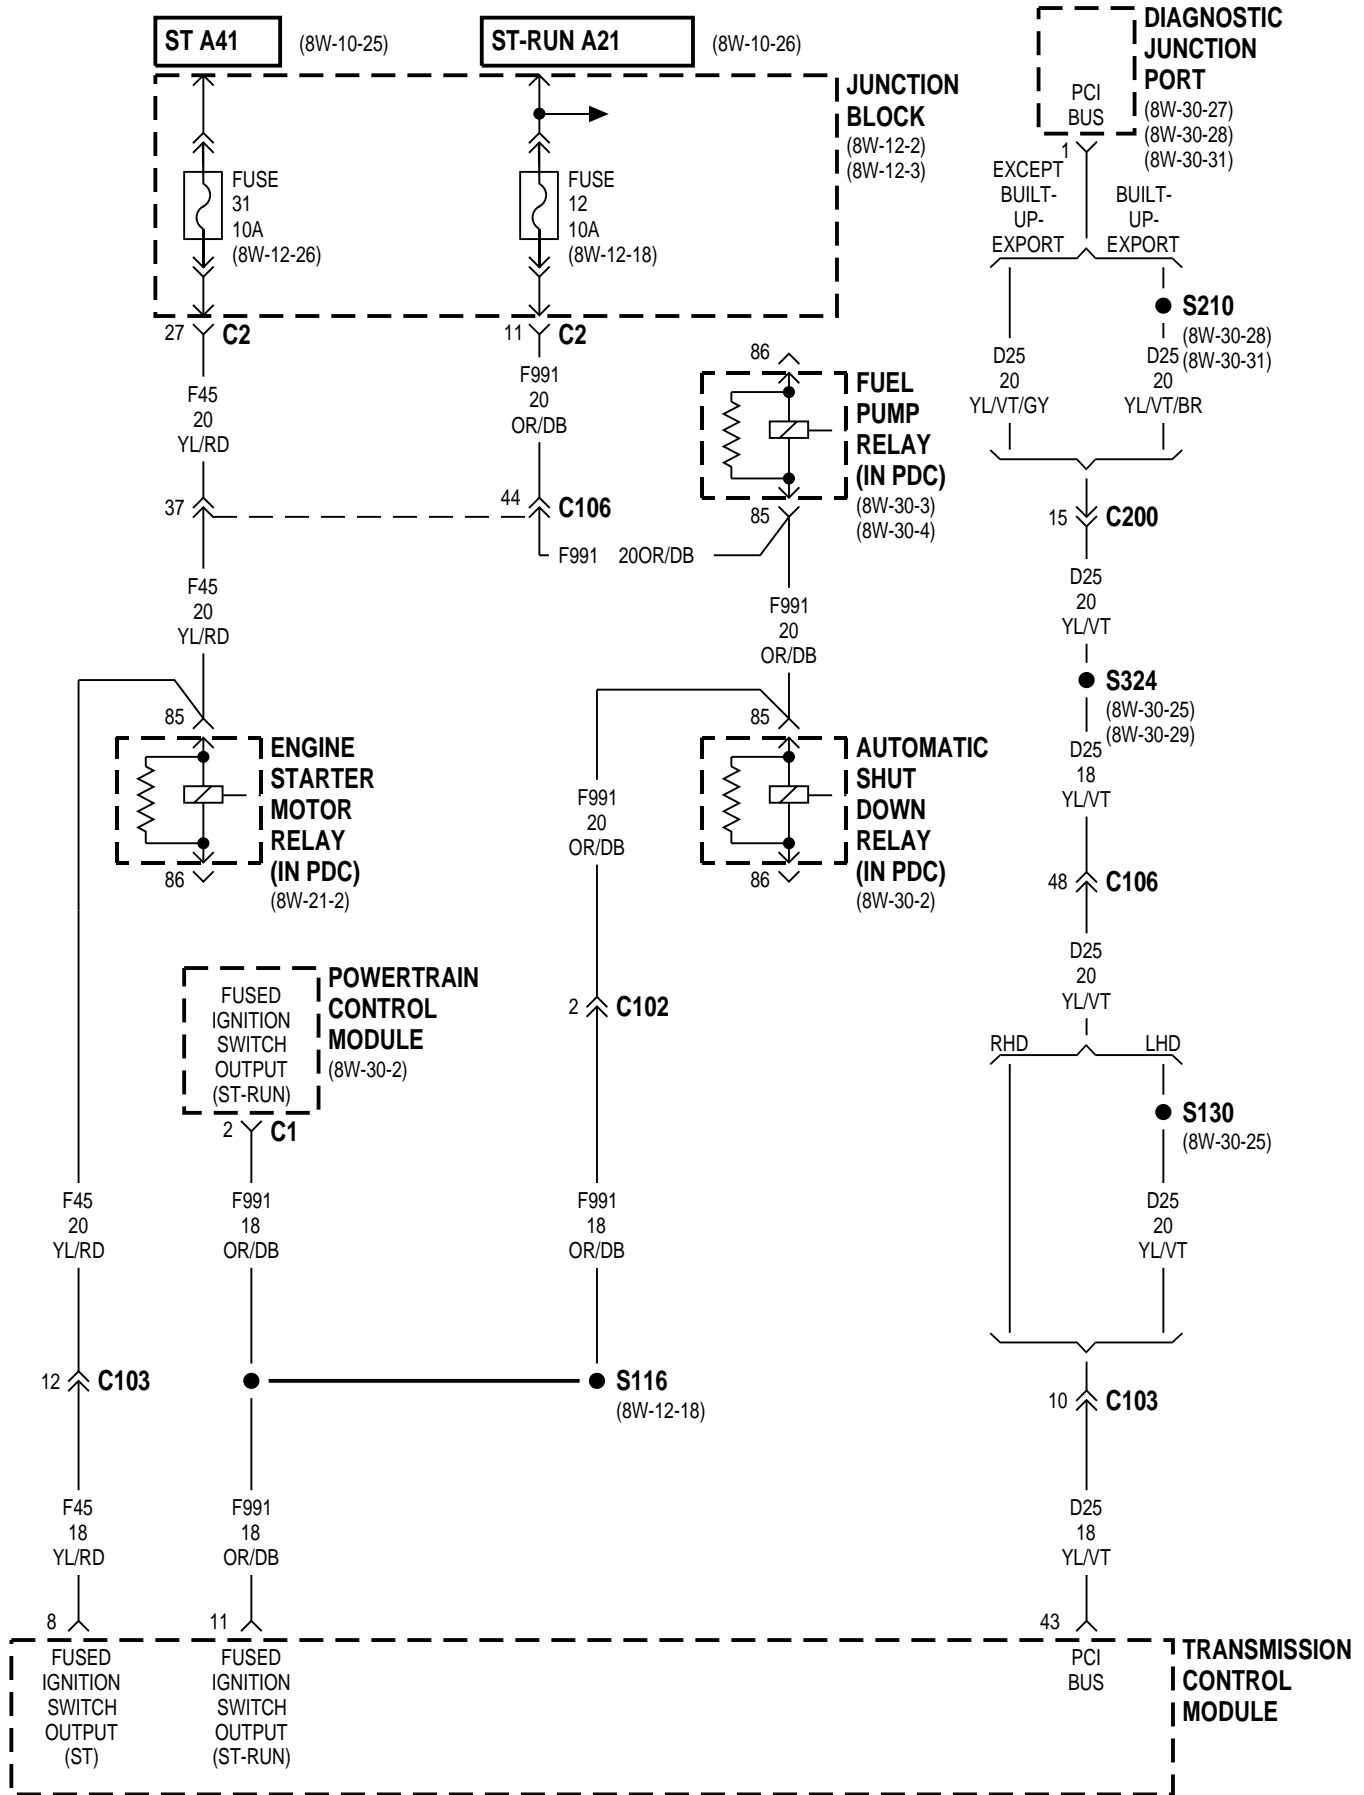 ST A41
(8W-10-25)
ST-RUN A21
(8W-10-26)
JUNCTION
BLOCK
(8W-12-2)
(8W-12-3)
FUSE
31
10A
(8W-12-26)
FUSE
12
10A
(8W-12-18)
27
C2
11
C2
F45
20
YL/RD
F991
20
OR/DB
37
44
C106
F991 20OR/DB
86
FUEL
PUMP
RELAY
(IN PDC)
(8W-30-3)
(8W-30-4)
85
F45
20
YL/RD
F991
20
OR/DB
85
ENGINE
STARTER
MOTOR
RELAY
(IN PDC)
(8W-21-2)
86
85
AUTOMATIC
SHUT
DOWN
RELAY
(IN PDC)
(8W-30-2)
86
F991
20
OR/DB
2
C102
FUSED
IGNITION
SWITCH
OUTPUT
(ST-RUN)
POWERTRAIN
CONTROL
MODULE
(8W-30-2)
2
C1
F45
20
YL/RD
F991
18
OR/DB
F991
18
OR/DB
12
C103
S116
(8W-12-18)
F45
18
YL/RD
F991
18
OR/DB
8
11
DIAGNOSTIC
JUNCTION
PORT
(8W-30-27)
(8W-30-28)
(8W-30-31)
PCI
BUS
1
EXCEPT
BUILT-
UP-
EXPORT
BUILT-
UP-
EXPORT
S210
(8W-30-28)
(8W-30-31)
D25
20
YL/VT/GY
D25
20
YL/VT/BR
15
C200
D25
20
YL/VT
S324
(8W-30-25)
(8W-30-29)
D25
18
YL/VT
48
C106
D25
20
YL/VT
RHD
LHD
S130
(8W-30-25)
D25
20
YL/VT
10
C103
D25
18
YL/VT
43
FUSED
IGNITION
SWITCH
OUTPUT
(ST)
FUSED
IGNITION
SWITCH
OUTPUT
(ST-RUN)
PCI
BUS
TRANSMISSION
CONTROL
MODULE